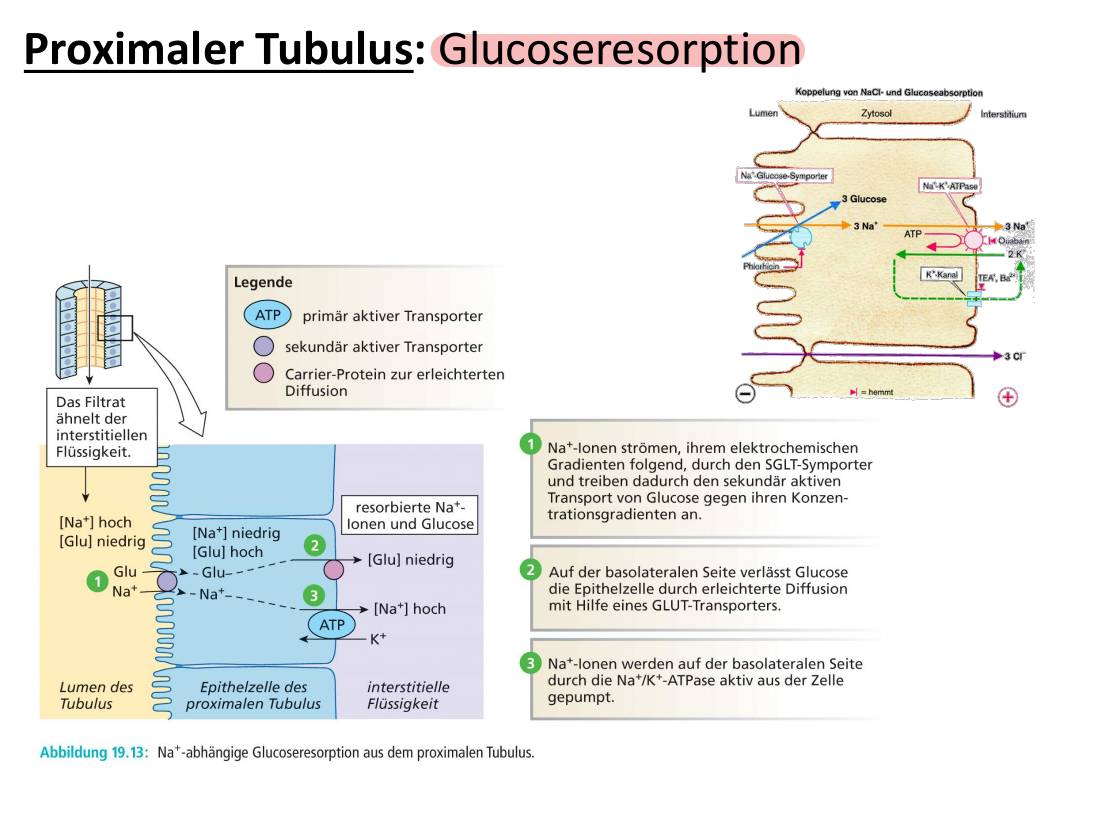 Proximaler Tubulus: Glucoseresorption
Koppelung von NaCl- und Glucoseabsorption
Lumen
Zytosol
Interstitium
Na⁺-Glucose-Symporter
Na⁺-K⁺-ATPase
3 Glucose
3 Na⁺
3 Na⁺
ATP
Ouabain
2 K⁺
Phlorhicin
K⁺-Kanal
TEA⁺, Ba²⁺
3 Cl⁻
−
= hemmt
+
Legende
ATP primär aktiver Transporter
sekundär aktiver Transporter
Carrier-Protein zur erleichterten
Diffusion
Das Filtrat
ähnelt der
interstitiellen
Flüssigkeit.
[Na⁺] hoch
[Glu] niedrig
[Na⁺] niedrig
[Glu] hoch
resorbierte Na⁺-
Ionen und Glucose
1
Glu
Na⁺
Glu
Na⁺
2
[Glu] niedrig
3
[Na⁺] hoch
ATP
K⁺
Lumen des
Tubulus
Epithelzelle des
proximalen Tubulus
interstitielle
Flüssigkeit
1 Na⁺-Ionen strömen, ihrem elektrochemischen
Gradienten folgend, durch den SGLT-Symporter
und treiben dadurch den sekundär aktiven
Transport von Glucose gegen ihren Konzen-
trationsgradienten an.
2 Auf der basolateralen Seite verlässt Glucose
die Epithelzelle durch erleichterte Diffusion
mit Hilfe eines GLUT-Transporters.
3 Na⁺-Ionen werden auf der basolateralen Seite
durch die Na⁺/K⁺-ATPase aktiv aus der Zelle
gepumpt.
Abbildung 19.13: Na⁺-abhängige Glucoseresorption aus dem proximalen Tubulus.